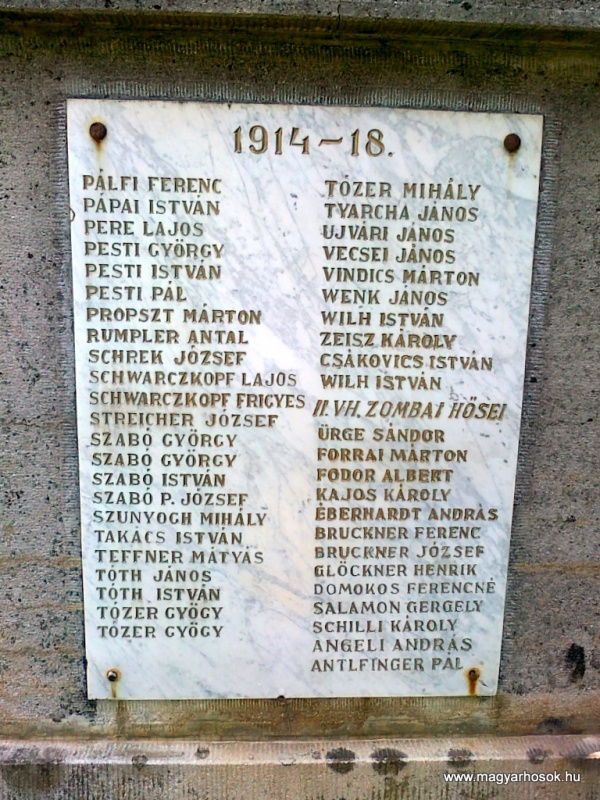 1914-18.
PÁLFI FERENC
PÁPAI ISTVÁN
PERE LAJOS
PESTI GYÖRGY
PESTI ISTVÁN
PESTI PÁL
PROPSZT MÁRTON
RUMPLER ANTAL
SCHREK JÓZSEF
SCHWARCZKOPF LAJOS
SCHWARCZKOPF FRIGYES
STREICHER JÓZSEF
SZABÓ GYÖRGY
SZABÓ GYÖRGY
SZABÓ ISTVÁN
SZABÓ P. JÓZSEF
SZUNYOGH MIHÁLY
TAKÁCS ISTVÁN
TEFFNER MÁTYÁS
TÓTH JÁNOS
TÓTH ISTVÁN
TÓZER GYÖGY
TÓZER GYÖGY
TÓZER MIHÁLY
TYARCHA JÁNOS
UJVÁRI JÁNOS
VECSEI JÁNOS
VINDICS MÁRTON
WENK JÁNOS
WILH ISTVÁN
ZEISZ KÁROLY
CSÁKOVICS ISTVÁN
WILH ISTVÁN
II. VH. ZOMBAI HŐSEI
ÜRGE SÁNDOR
FORRAI MÁRTON
FODOR ALBERT
KAJOS KÁROLY
ÉBERHARDT ANDRÁS
BRUCKNER FERENC
BRUCKNER JÓZSEF
GLÖCKNER HENRIK
DOMOKOS FERENCNÉ
SALAMON GERGELY
SCHILLI KÁROLY
ANGELI ANDRÁS
ANTLFINGER PÁL
www.magyarhosok.hu